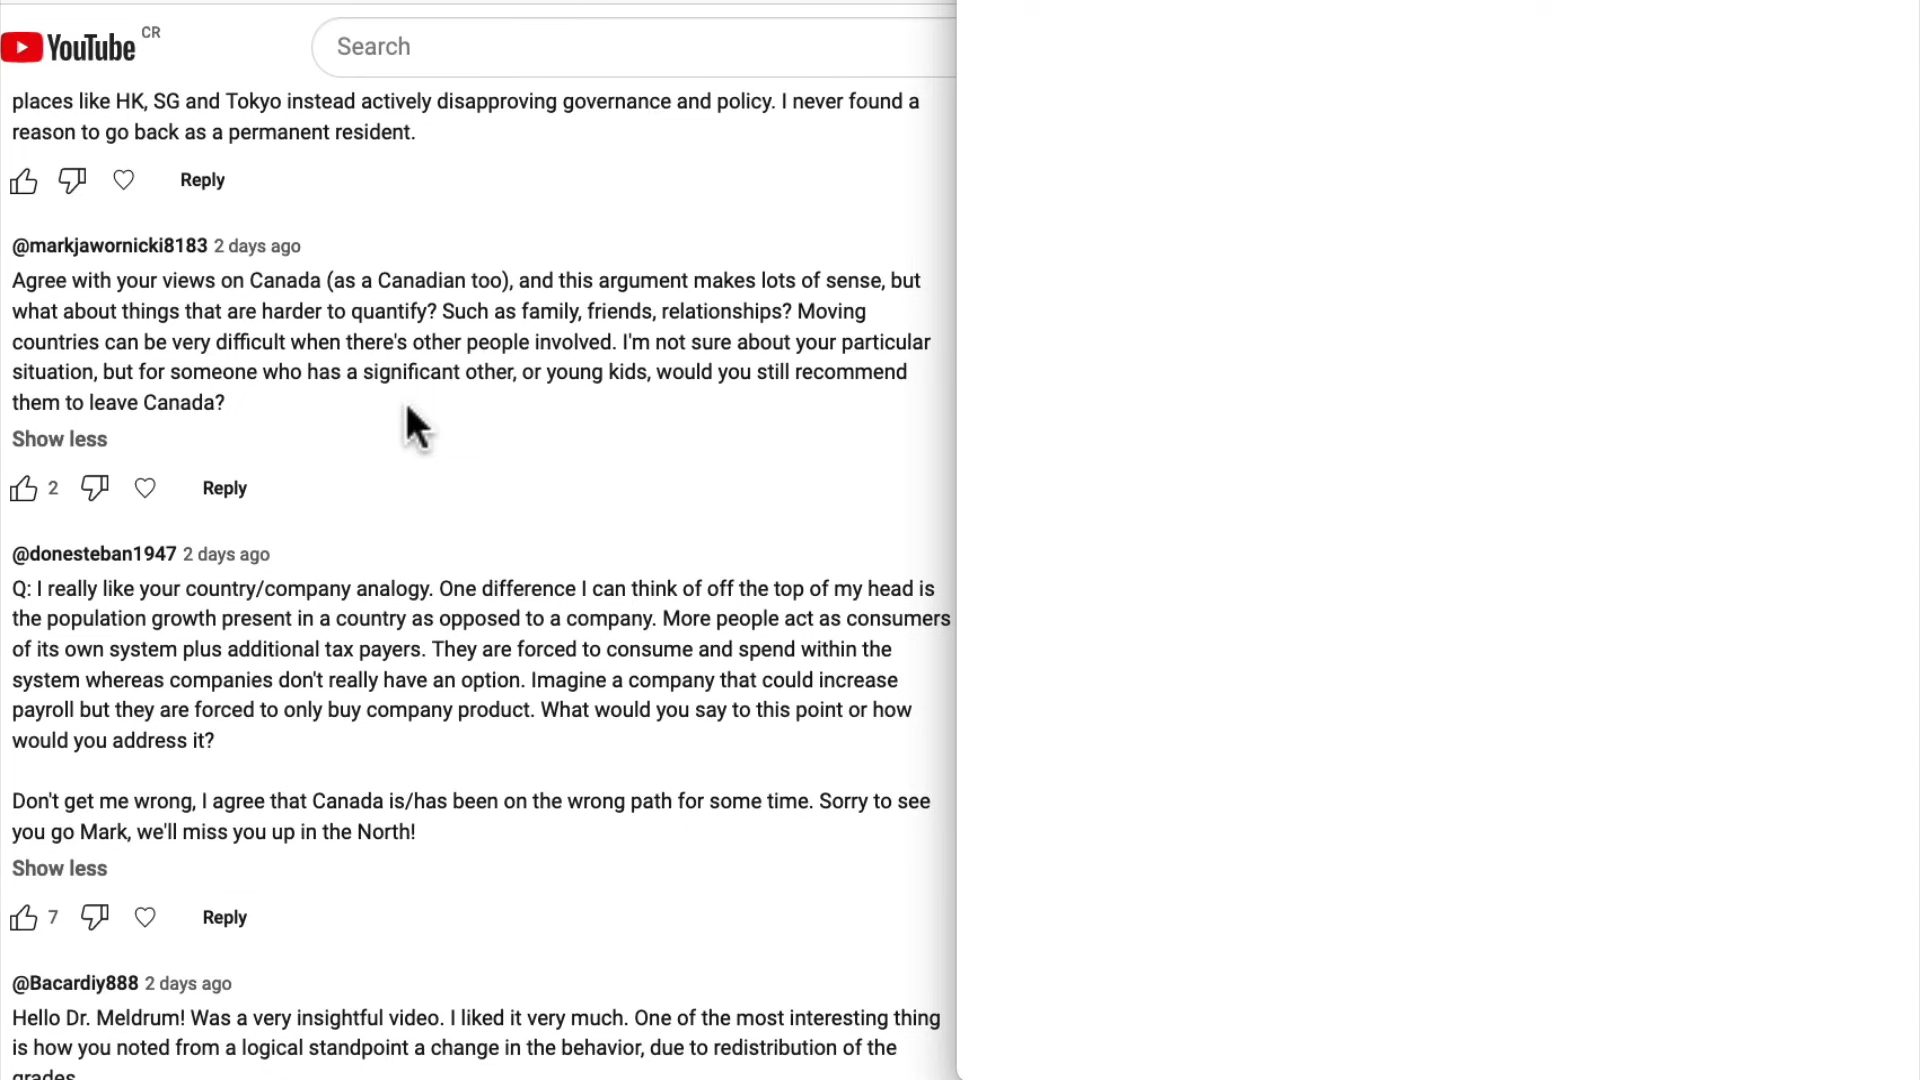 YouTube CR
Search
places like HK, SG and Tokyo instead actively disapproving governance and policy. I never found a
reason to go back as a permanent resident.
Reply
@markjawornicki8183 2 days ago
Agree with your views on Canada (as a Canadian too), and this argument makes lots of sense, but
what about things that are harder to quantify? Such as family, friends, relationships? Moving
countries can be very difficult when there's other people involved. I'm not sure about your particular
situation, but for someone who has a significant other, or young kids, would you still recommend
them to leave Canada?
Show less
2 Reply
@donesteban1947 2 days ago
Q: I really like your country/company analogy. One difference I can think of off the top of my head is
the population growth present in a country as opposed to a company. More people act as consumers
of its own system plus additional tax payers. They are forced to consume and spend within the
system whereas companies don't really have an option. Imagine a company that could increase
payroll but they are forced to only buy company product. What would you say to this point or how
would you address it?
Don't get me wrong, I agree that Canada is/has been on the wrong path for some time. Sorry to see
you go Mark, we'll miss you up in the North!
Show less
7 Reply
@Bacardiy888 2 days ago
Hello Dr. Meldrum! Was a very insightful video. I liked it very much. One of the most interesting thing
is how you noted from a logical standpoint a change in the behavior, due to redistribution of the
grades